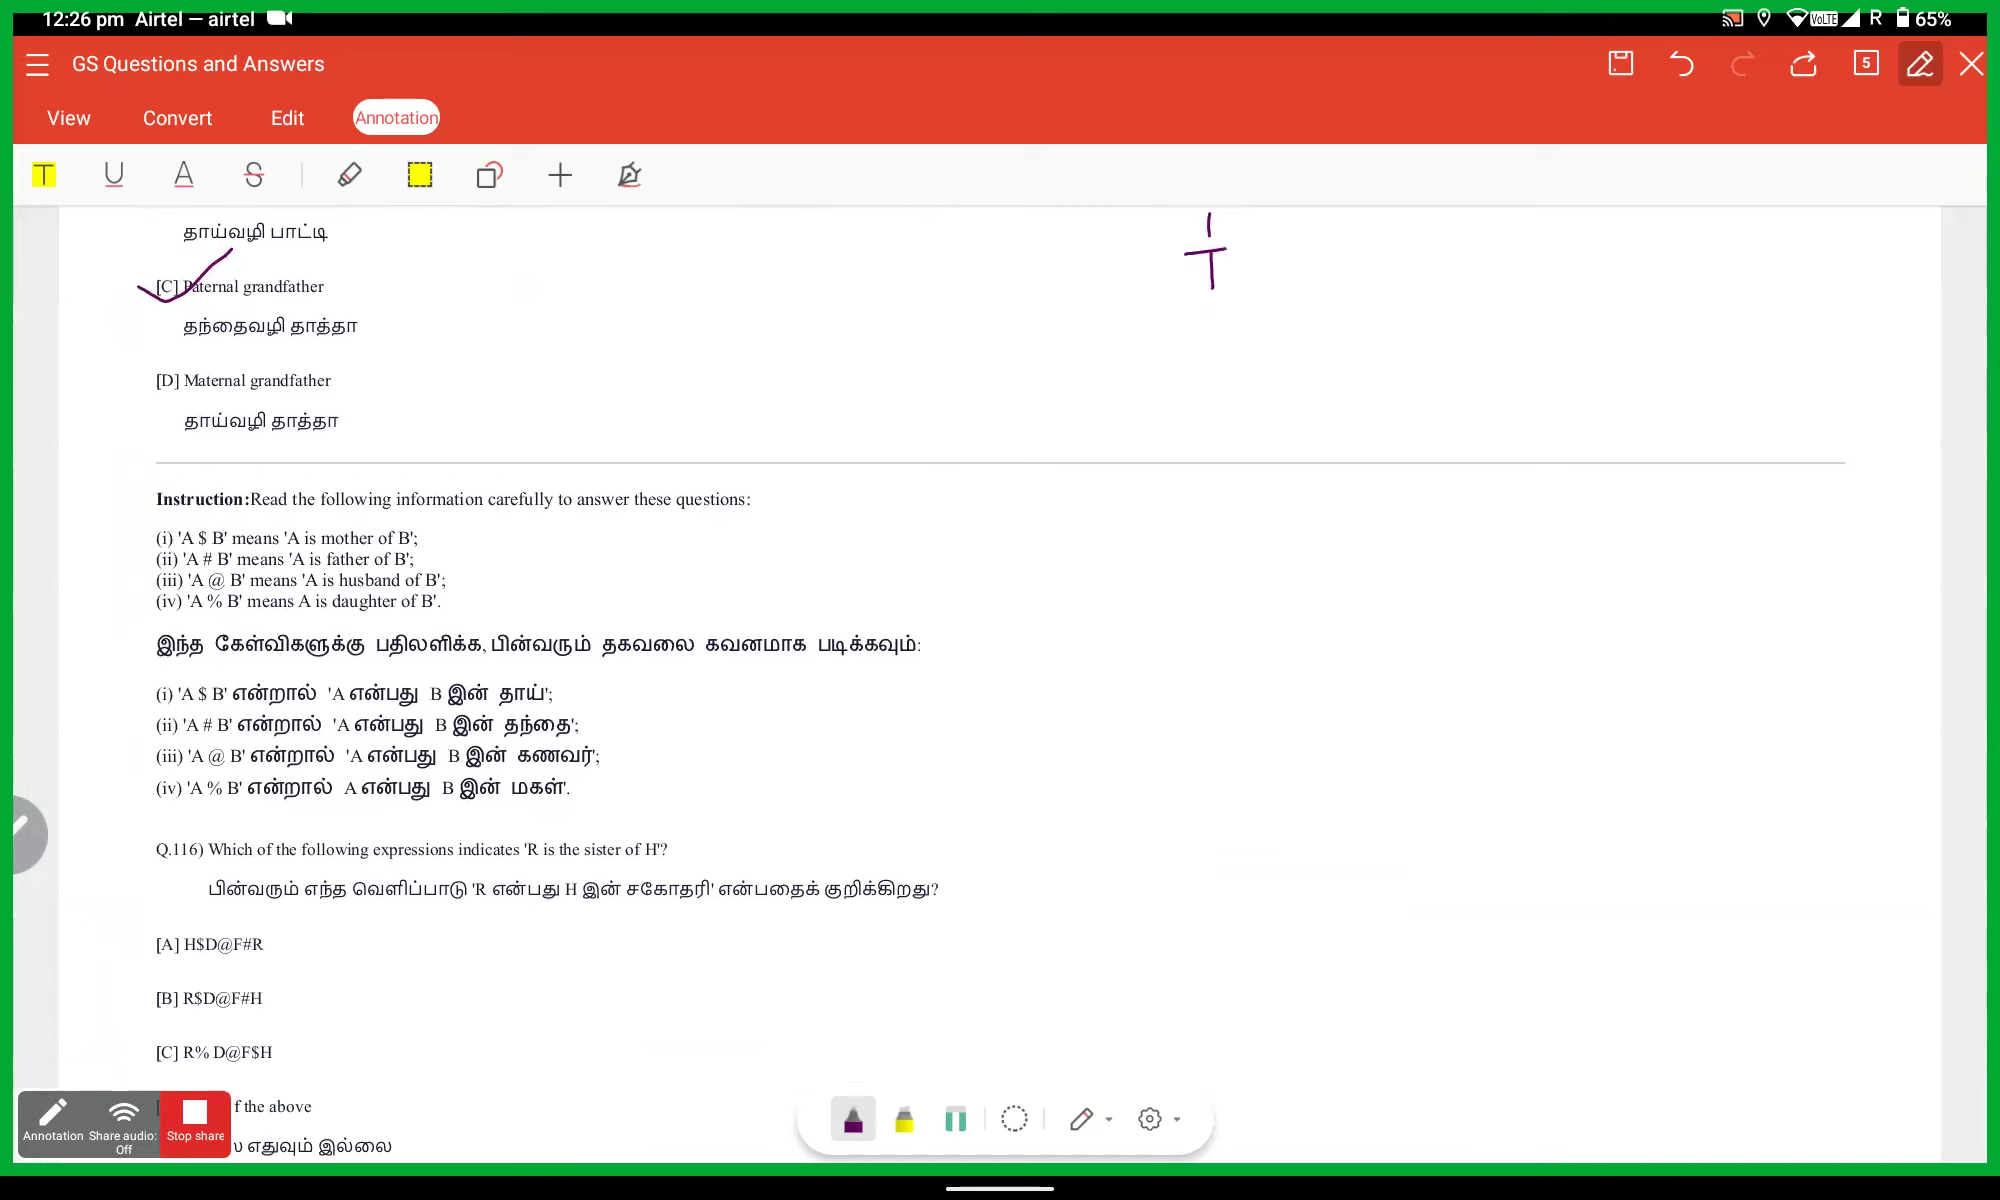 12:26 pm Airtel — airtel
VoLTE R 65%
GS Questions and Answers
5
View Convert Edit Annotation
T U A S
தாய்வழி பாட்டி
[C] Paternal grandfather
தந்தைவழி தாத்தா
[D] Maternal grandfather
தாய்வழி தாத்தா
Instruction:Read the following information carefully to answer these questions:
(i) 'A $ B' means 'A is mother of B';
(ii) 'A # B' means 'A is father of B';
(iii) 'A @ B' means 'A is husband of B';
(iv) 'A % B' means A is daughter of B'.
இந்த கேள்விகளுக்கு பதிலளிக்க, பின்வரும் தகவலை கவனமாக படிக்கவும்:
(i) 'A $ B' என்றால் 'A என்பது B இன் தாய்';
(ii) 'A # B' என்றால் 'A என்பது B இன் தந்தை';
(iii) 'A @ B' என்றால் 'A என்பது B இன் கணவர்';
(iv) 'A % B' என்றால் A என்பது B இன் மகள்'.
Q.116) Which of the following expressions indicates 'R is the sister of H'?
பின்வரும் எந்த வெளிப்பாடு 'R என்பது H இன் சகோதரி' என்பதைக் குறிக்கிறது?
[A] H$D@F#R
[B] R$D@F#H
[C] R% D@F$H
f the above
எதுவும் இல்லை
Annotation Share audio: Off Stop share